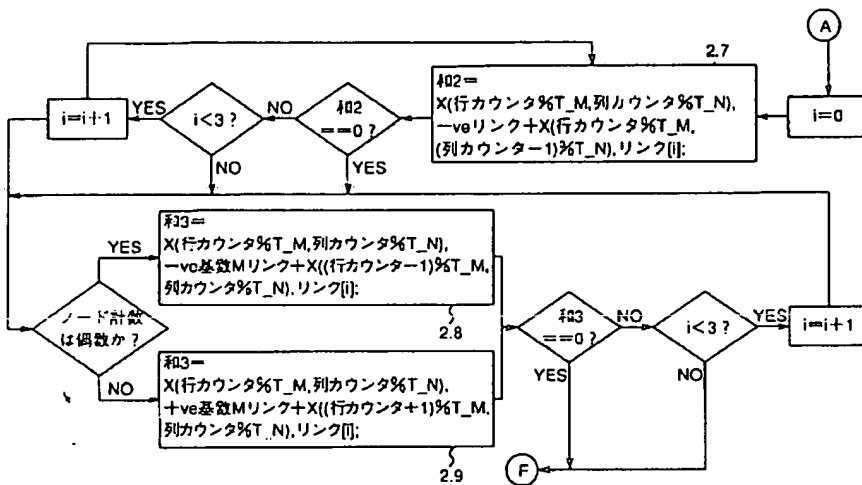 A
2.7
和2=
X(行カウンタ%T_M,列カウンタ%T_N),
-veリンク+X(行カウンタ%T_M,
(列カウンター1)%T_N),リンク[i];
i=0
和2
==0?
NO
YES
i<3?
YES
NO
i=i+1
ノード計数
は偶数か?
YES
NO
和3=
X(行カウンタ%T_M,列カウンタ%T_N),
-ve基数Mリンク+X((行カウンター1)%T_M,
列カウンタ%T_N),リンク[i];
2.8
和3=
X(行カウンタ%T_M,列カウンタ%T_N),
+ve基数Mリンク+X((行カウンタ+1)%T_M,
列カウンタ%T_N),リンク[i];
2.9
和3
==0?
NO
YES
i<3?
YES
NO
i=i+1
F